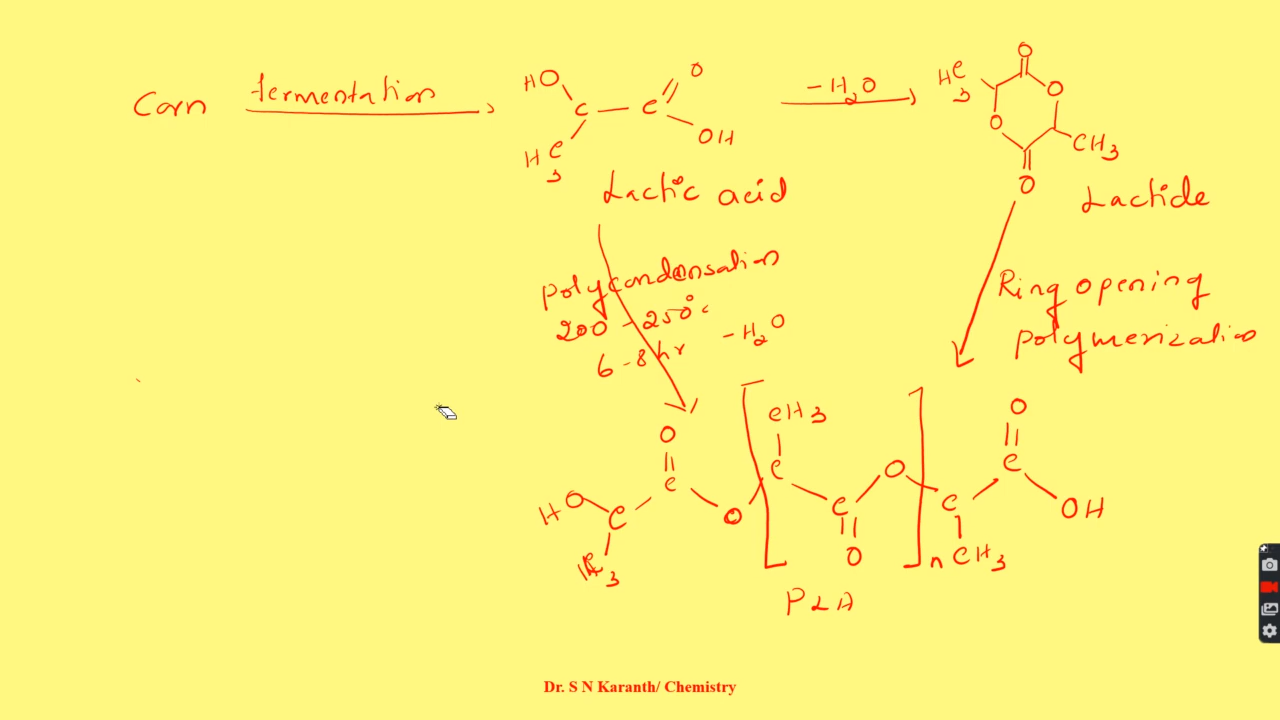 Corn fermentation
HO
H3C
C – C
O
OH
Lactic acid
-H2O
H3C
O
O
O
O
CH3
Lactide
polycondensation
200 - 250°c
6-8 hr -H2O
Ring opening
polymerization
HO
C
H3C
O
C
O
CH3
C
C
O
O
n
C
CH3
O
C
OH
PLA
Dr. S N Karanth/ Chemistry